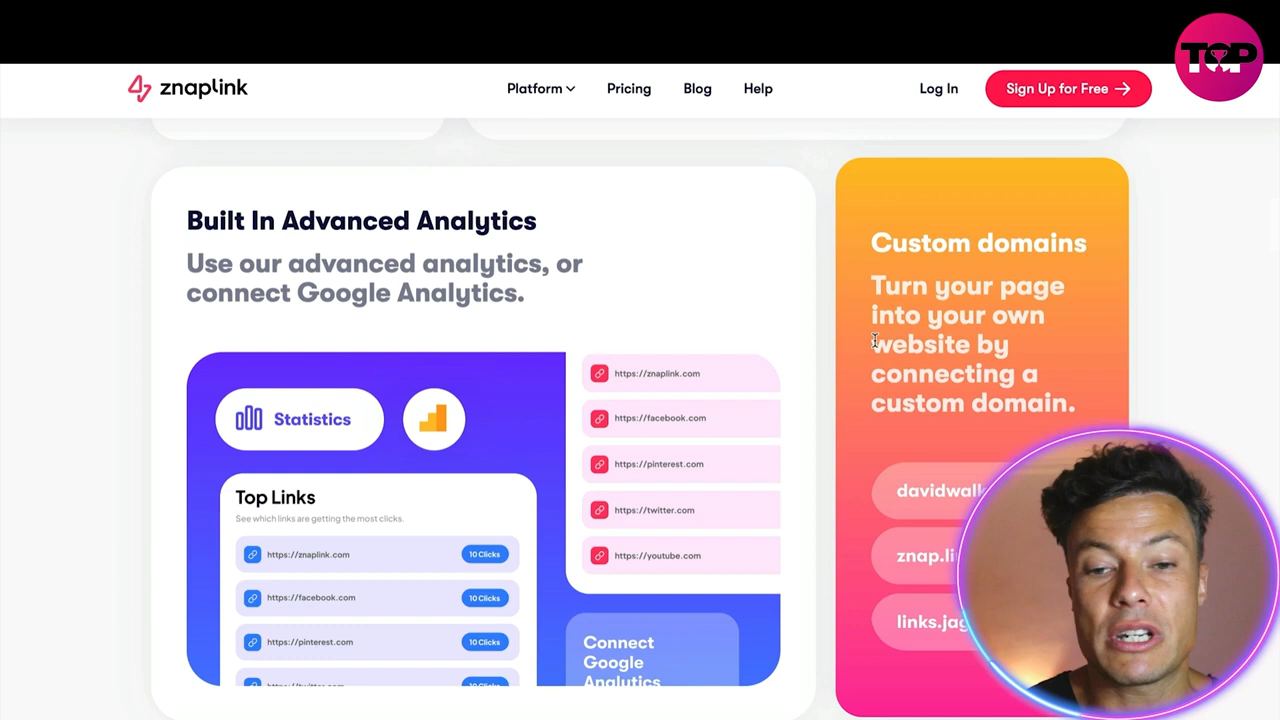 TOP
znaplink
Platform
Pricing
Blog
Help
Log In
Sign Up for Free
Built In Advanced Analytics
Use our advanced analytics, or
connect Google Analytics.
Statistics
Top Links
See which links are getting the most clicks.
https://znaplink.com
10 Clicks
https://facebook.com
10 Clicks
https://pinterest.com
10 Clicks
https://znaplink.com
https://facebook.com
https://pinterest.com
https://twitter.com
https://youtube.com
Connect
Google
Analytics
Custom domains
Turn your page
into your own
website by
connecting a
custom domain.